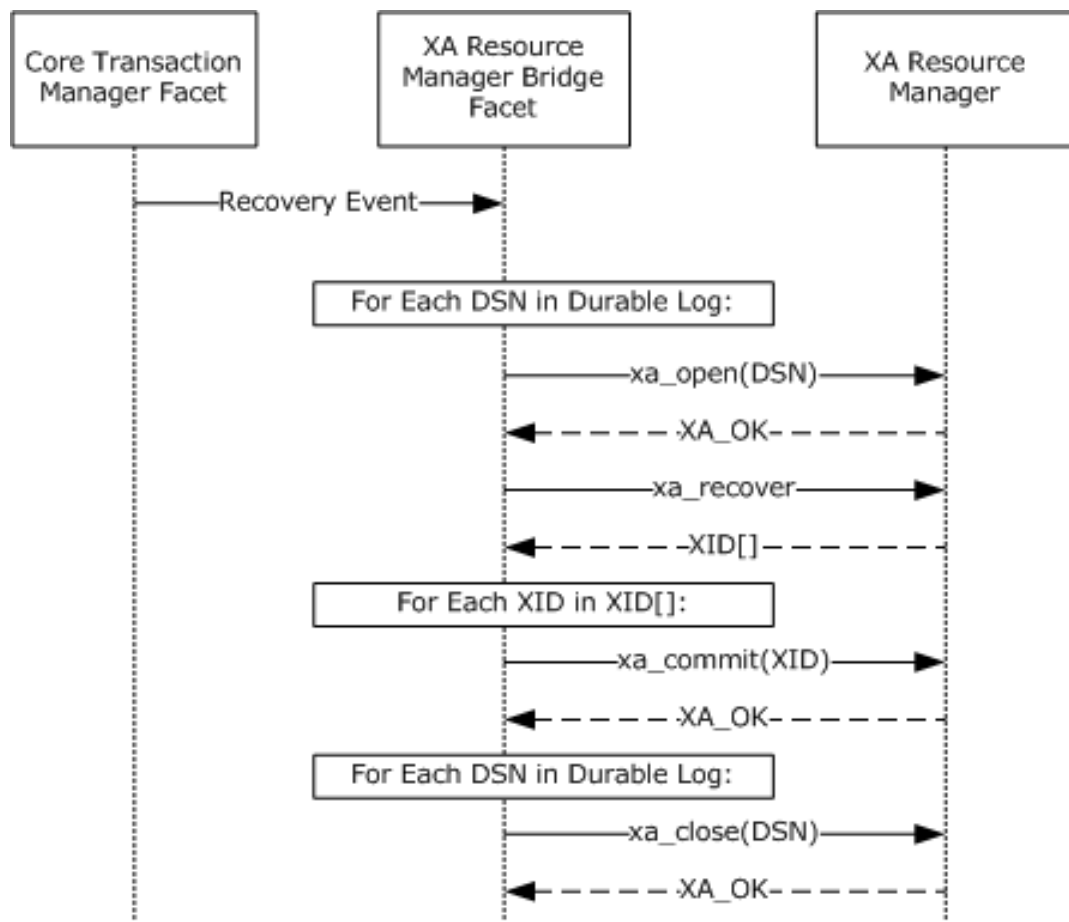 Core Transaction
Manager Facet
XA Resource
Manager Bridge
Facet
XA Resource
Manager
Recovery Event
For Each DSN in Durable Log:
xa_open(DSN)
XA_OK
xa_recover
XID[]
For Each XID in XID[]:
xa_commit(XID)
XA_OK
For Each DSN in Durable Log:
xa_close(DSN)
XA_OK